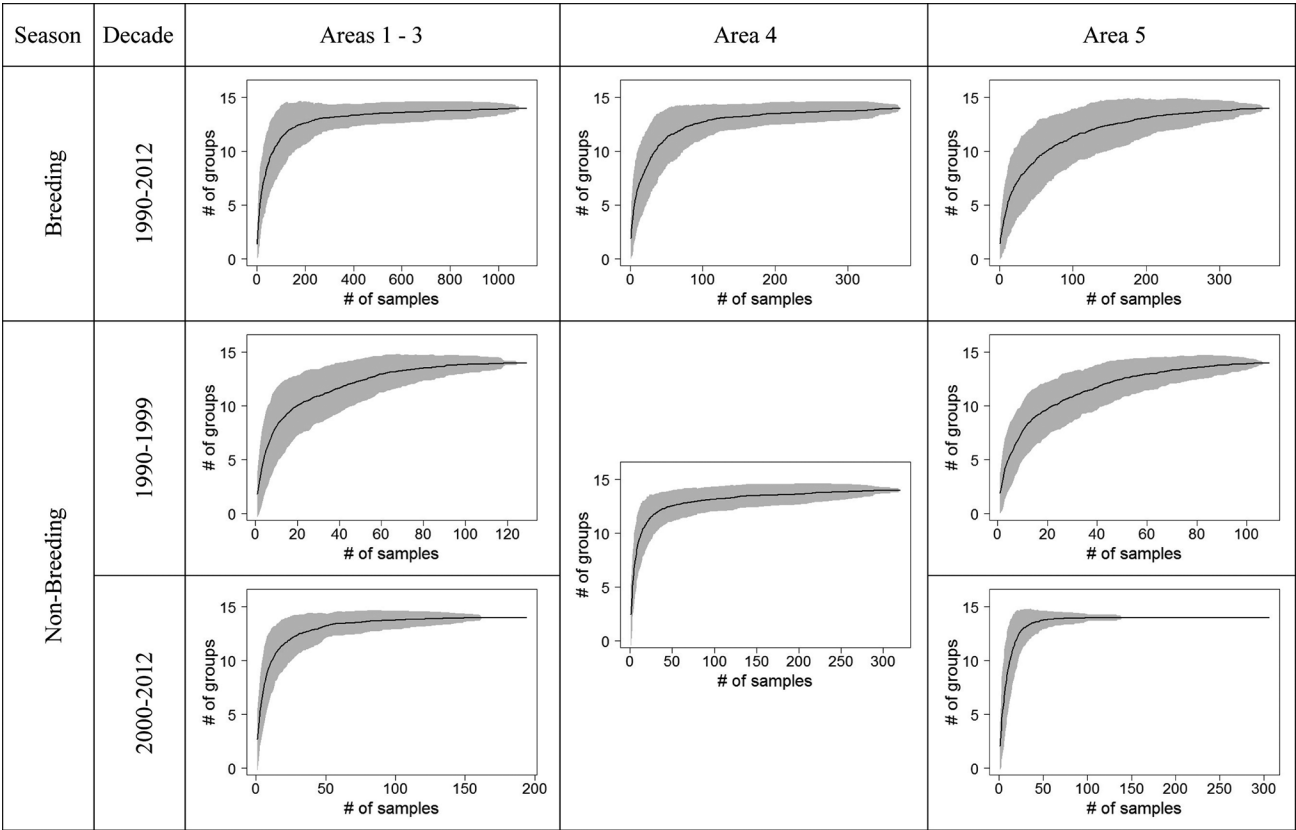 Season Decade Areas 1 - 3 Area 4 Area 5
Breeding
1990-2012
15
10
5
0
# of groups
0 200 400 600 800 1000
# of samples
15
10
5
0
# of groups
0 100 200 300
# of samples
15
10
5
0
# of groups
0 100 200 300
# of samples
Non-Breeding
1990-1999
15
10
5
0
# of groups
0 20 40 60 80 100 120
# of samples
15
10
5
0
# of groups
0 50 100 150 200 250 300
# of samples
15
10
5
0
# of groups
0 20 40 60 80 100
# of samples
2000-2012
15
10
5
0
# of groups
0 50 100 150 200
# of samples
15
10
5
0
# of groups
0 50 100 150 200 250 300
# of samples